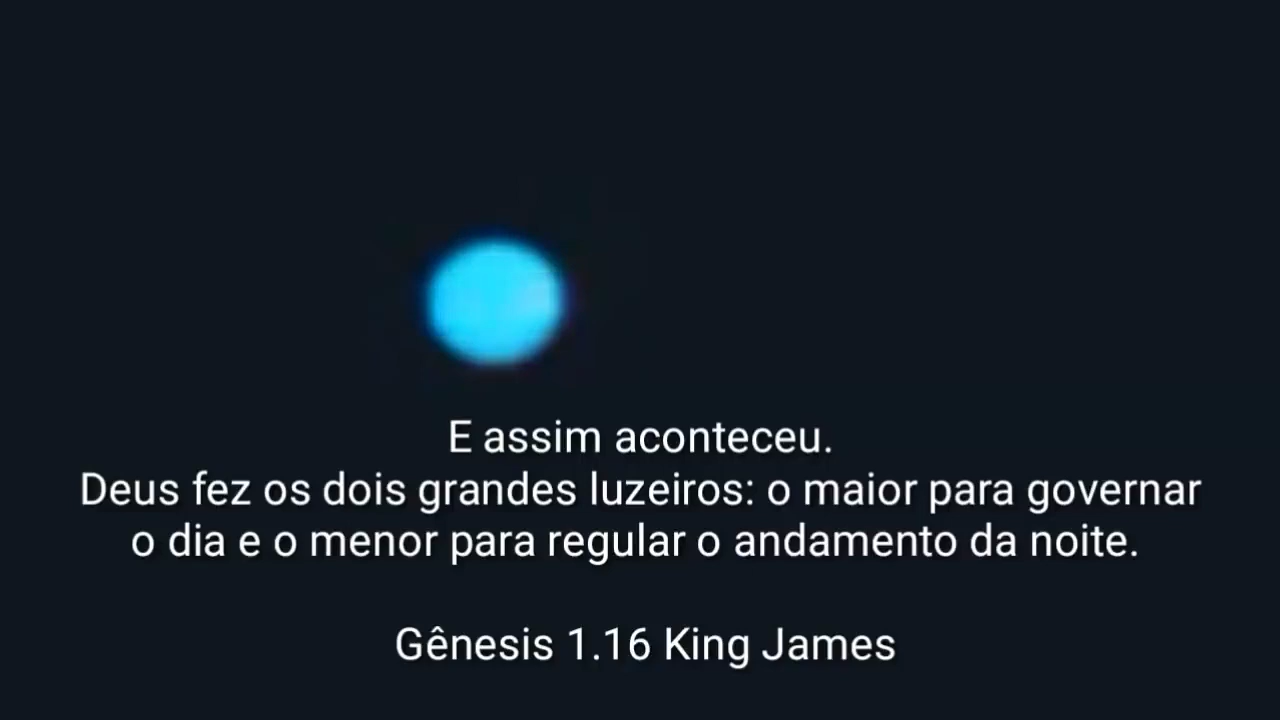 E assim aconteceu.
Deus fez os dois grandes luzeiros: o maior para governar
o dia e o menor para regular o andamento da noite.
Gênesis 1.16 King James